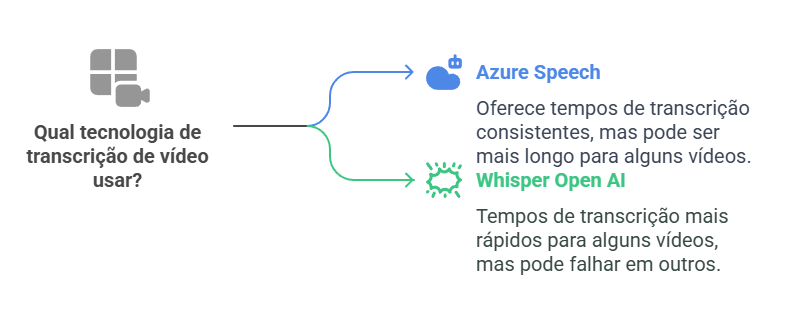 Qual tecnologia de
transcrição de vídeo
usar?
Azure Speech
Oferece tempos de transcrição
consistentes, mas pode ser
mais longo para alguns vídeos.
Whisper Open AI
Tempos de transcrição mais
rápidos para alguns vídeos,
mas pode falhar em outros.